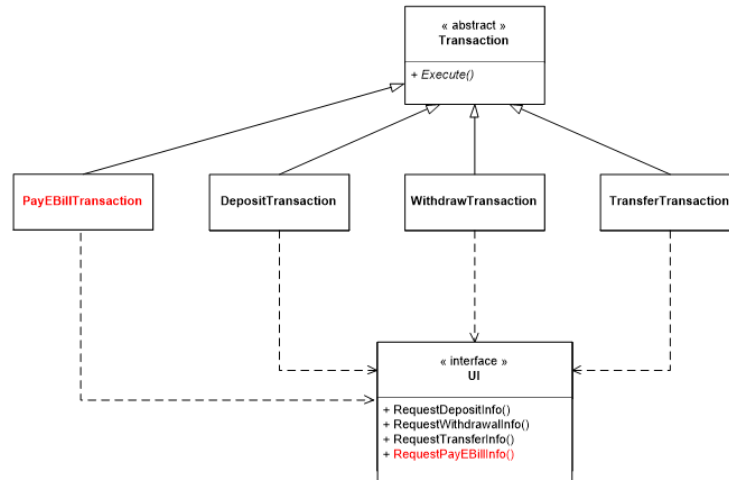 « abstract »
Transaction
+ Execute()
PayEBillTransaction
DepositTransaction
WithdrawTransaction
TransferTransaction
« interface »
UI
+ RequestDepositInfo()
+ RequestWithdrawalInfo()
+ RequestTransferInfo()
+ RequestPayEBillInfo()